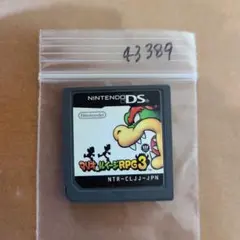 43389
NINTENDO DS
Nintendo
マリオ&ルイージRPG3
NTR-CLJJ-JPN